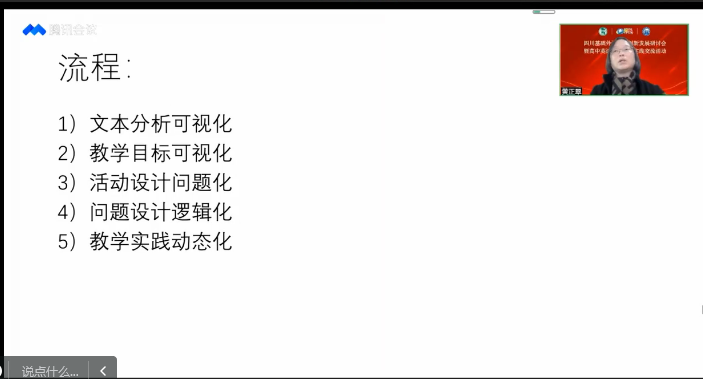 腾讯会议
流程：
1）文本分析可视化
2）教学目标可视化
3）活动设计问题化
4）问题设计逻辑化
5）教学实践动态化
说点什么...